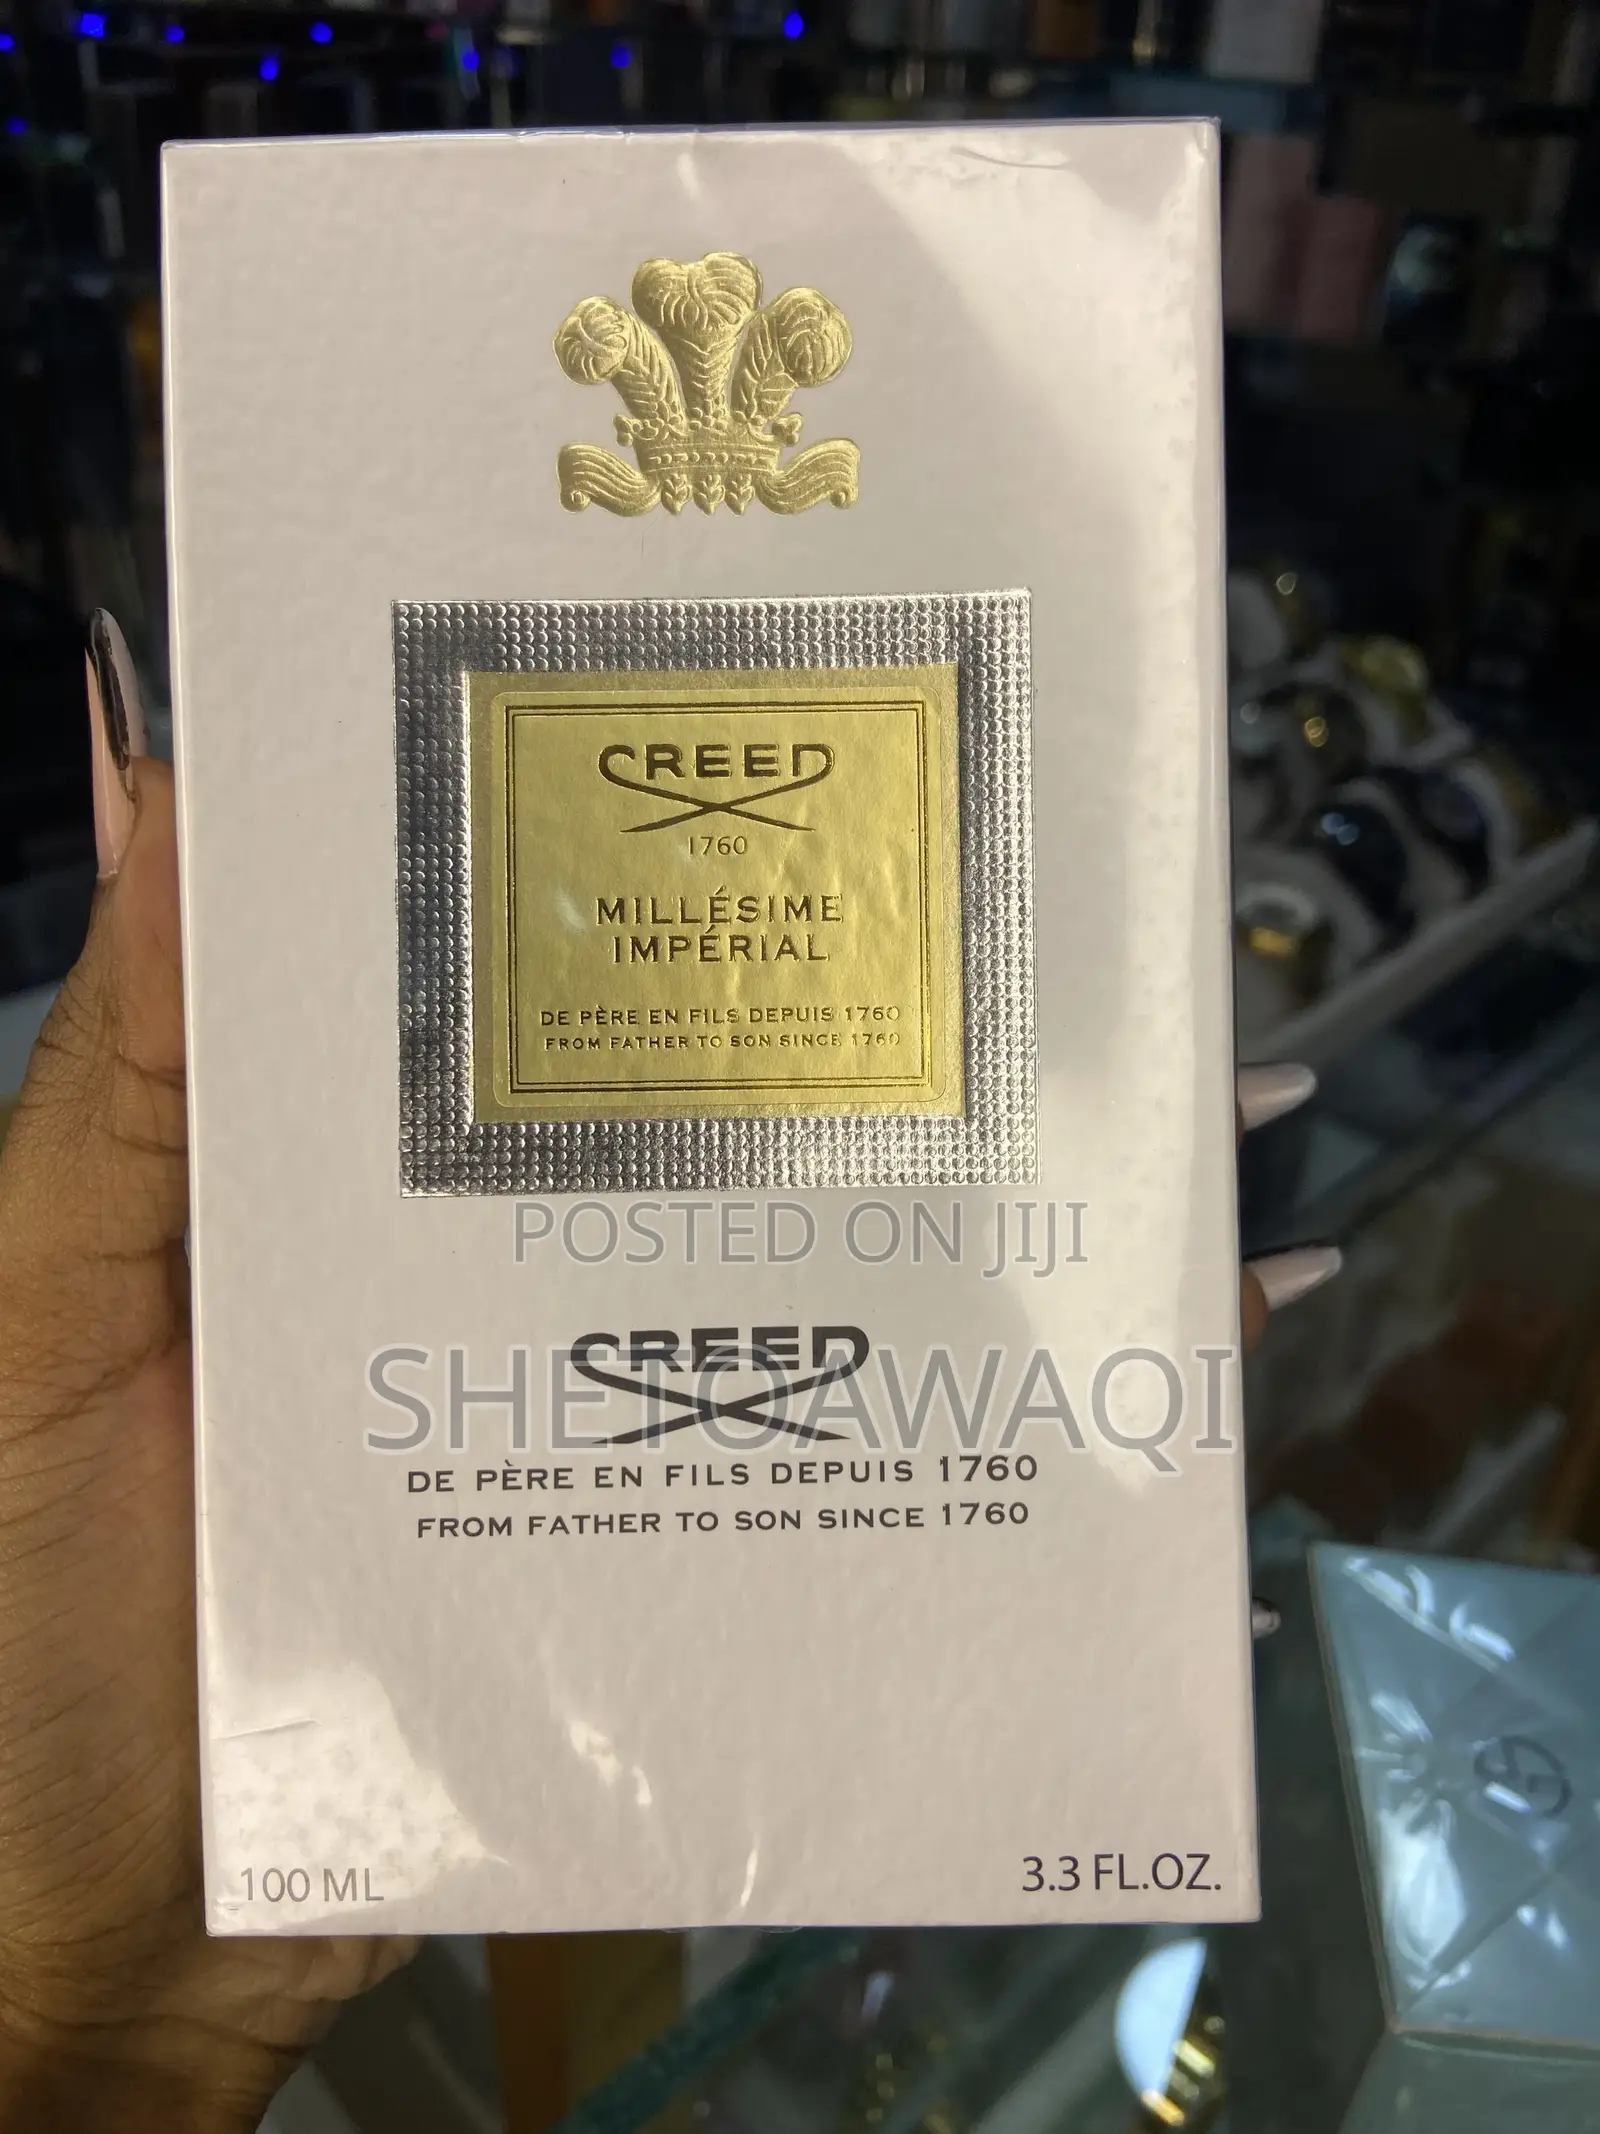 CREED
1760
MILLÉSIME
IMPÉRIAL
DE PÈRE EN FILS DEPUIS 1760
FROM FATHER TO SON SINCE 1760
POSTED ON JIJI
CREED
SHETOAWAQI
DE PÈRE EN FILS DEPUIS 1760
FROM FATHER TO SON SINCE 1760
100 ML
3.3 FL.OZ.